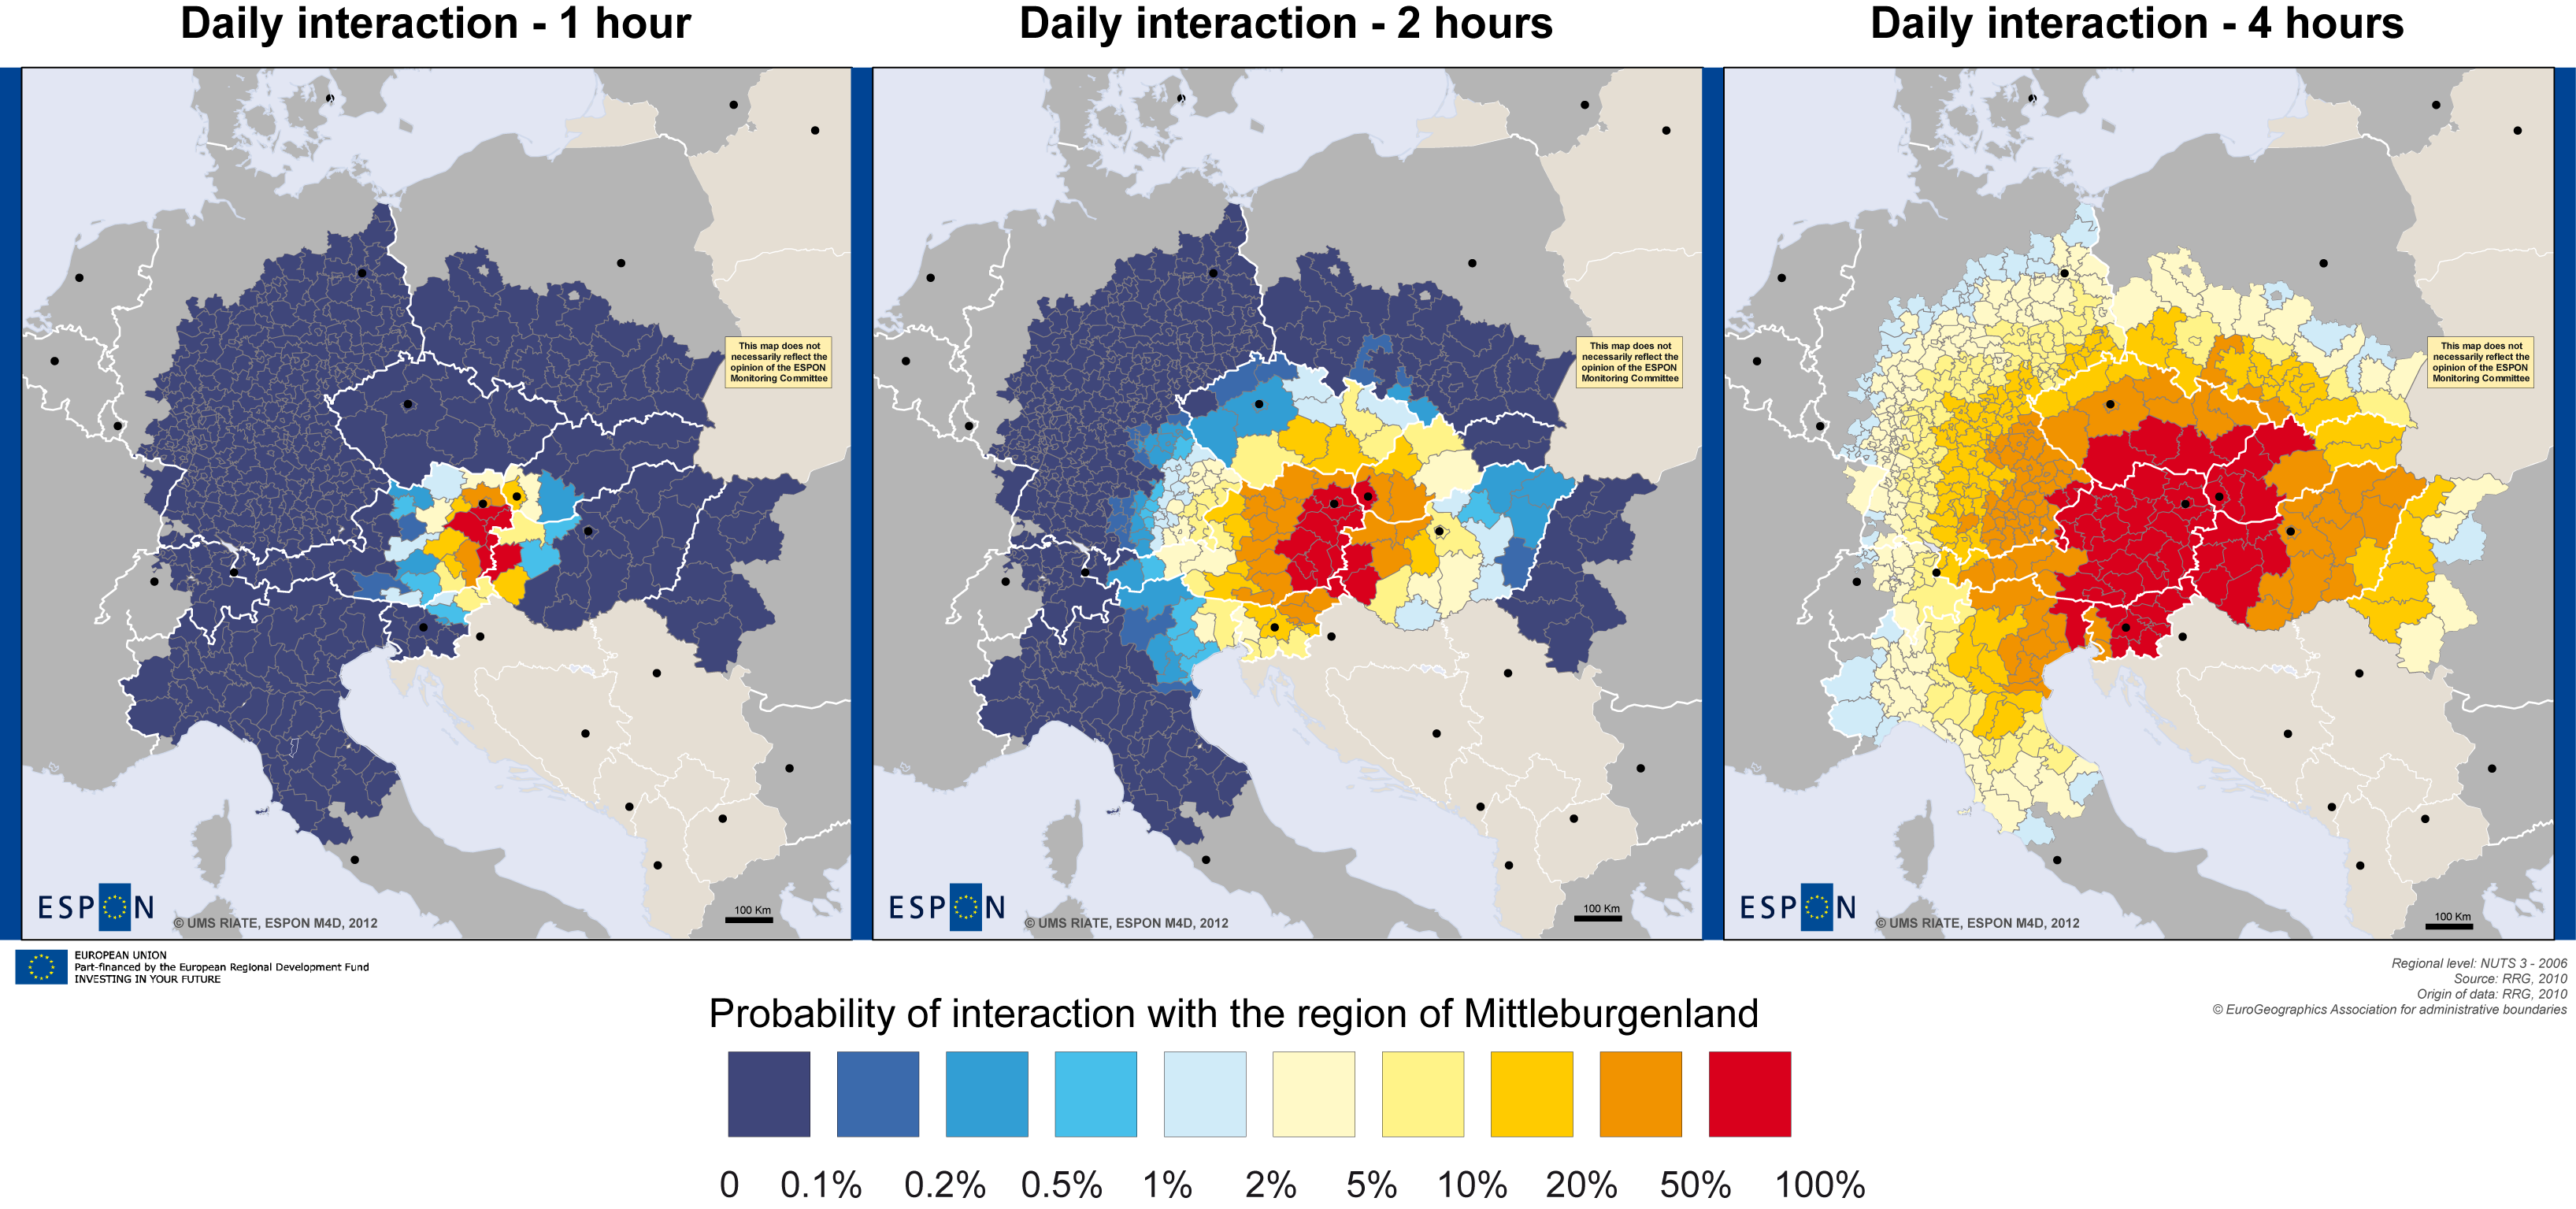 Daily interaction - 1 hour
Daily interaction - 2 hours
Daily interaction - 4 hours
This map does not
necessarily reflect the
opinion of the ESPON
Monitoring Committee
This map does not
necessarily reflect the
opinion of the ESPON
Monitoring Committee
This map does not
necessarily reflect the
opinion of the ESPON
Monitoring Committee
ESPON
© UMS RIATE, ESPON M4D, 2012
100 Km
ESPON
© UMS RIATE, ESPON M4D, 2012
100 Km
ESPON
© UMS RIATE, ESPON M4D, 2012
100 Km
EUROPEAN UNION
Part-financed by the European Regional Development Fund
INVESTING IN YOUR FUTURE
Regional level: NUTS 3 - 2006
Source: RRG, 2010
Origin of data: RRG, 2010
© EuroGeographics Association for administrative boundaries
Probability of interaction with the region of Mittleburgenland
0 0.1% 0.2% 0.5% 1% 2% 5% 10% 20% 50% 100%